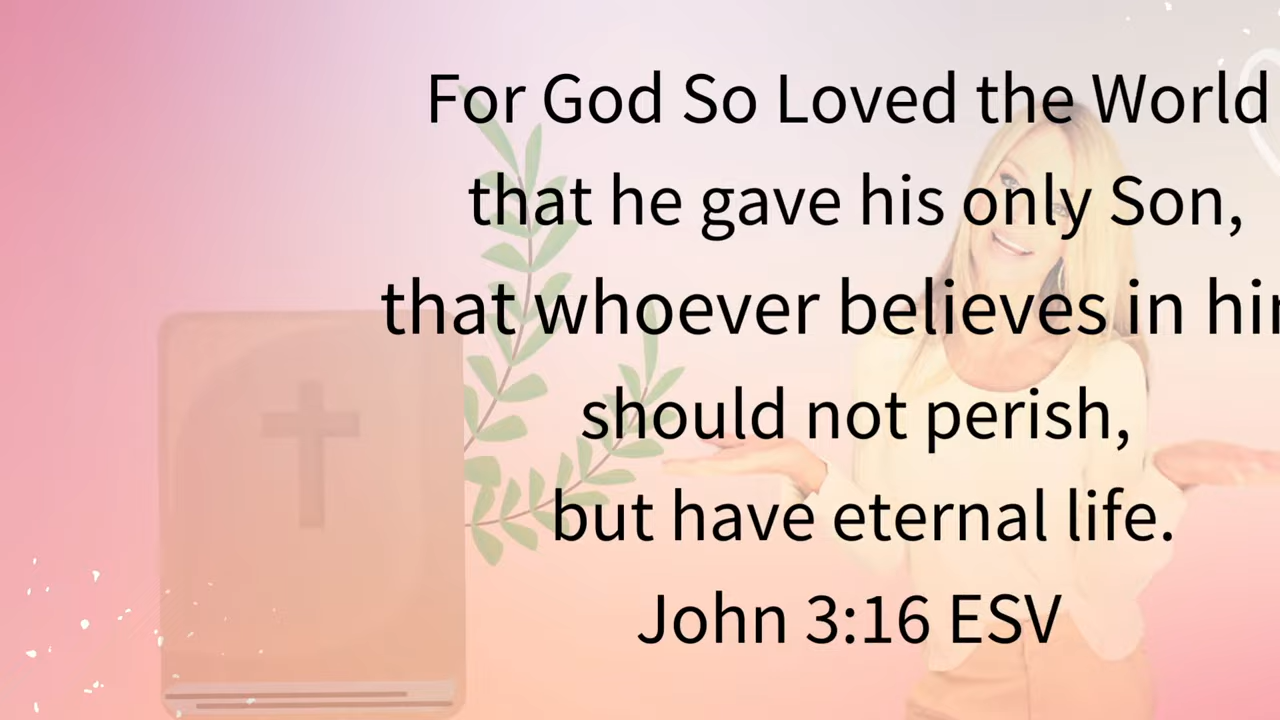 For God So Loved the World
that he gave his only Son,
that whoever believes in
should not perish,
but have eternal life.
John 3:16 ESV